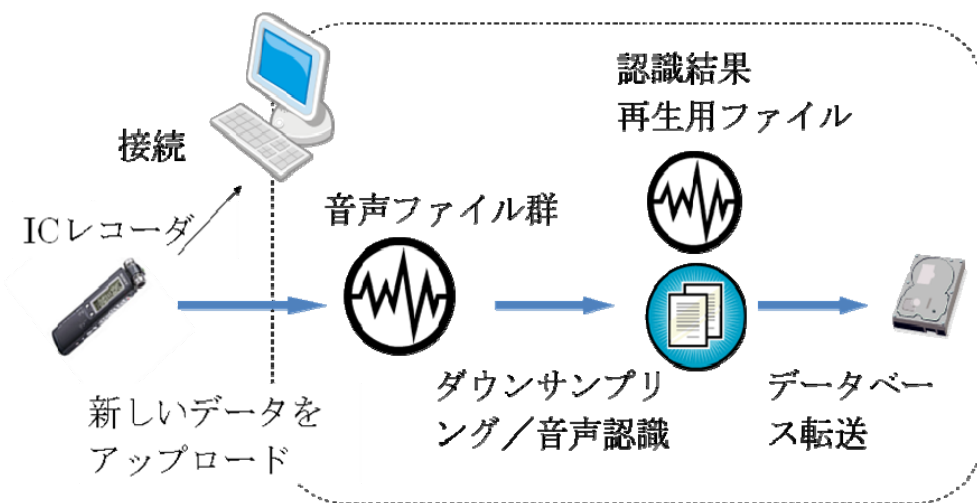 認識結果
再生用ファイル
接続
音声ファイル群
ICレコーダ
ダウンサンプリ
ング／音声認識
データベー
ス転送
新しいデータを
アップロード